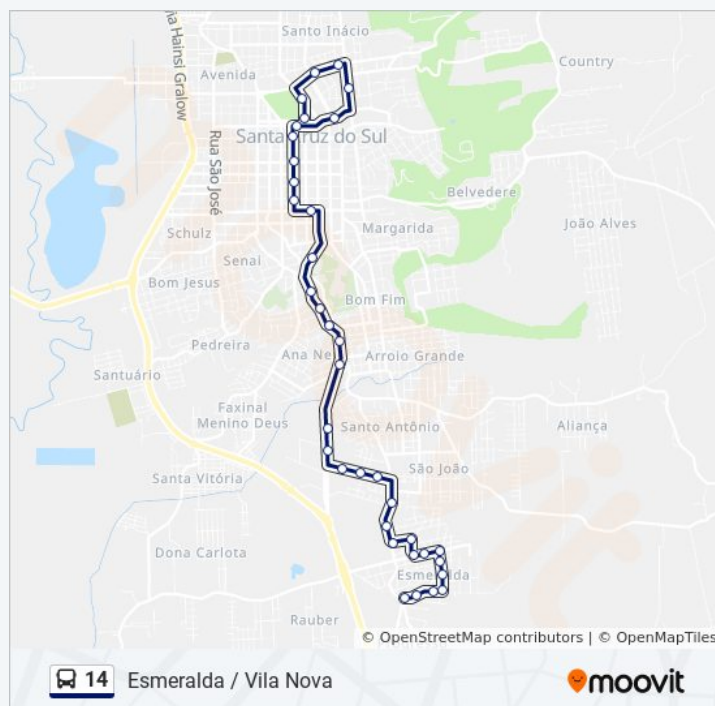 Santo Inácio
via Hainsi Gralow
Avenida
Country
Santa Cruz do Sul
Rua São José
Belvedere
João Alves
Margarida
Schulz
Senai
Bom Jesus
Bom Fim
Pedreira
Ana Ne
Arroio Grande
Santuário
Faxinal
Menino Deus
Santo Antônio
Aliança
São João
Santa Vitória
Dona Carlota
Esmeralda
Rauber
© OpenStreetMap contributors | © OpenMapTiles
14 Esmeralda / Vila Nova
moovit